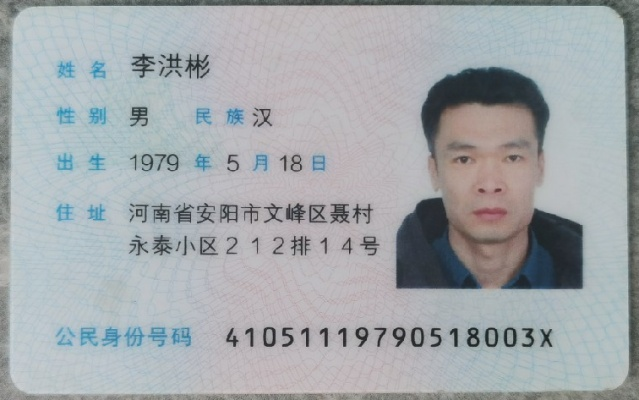 姓名 李洪彬
性别 男 民族 汉
出生 1979 年 5 月 18 日
住址 河南省安阳市文峰区聂村
永泰小区212排14号
公民身份号码 41051119790518003X